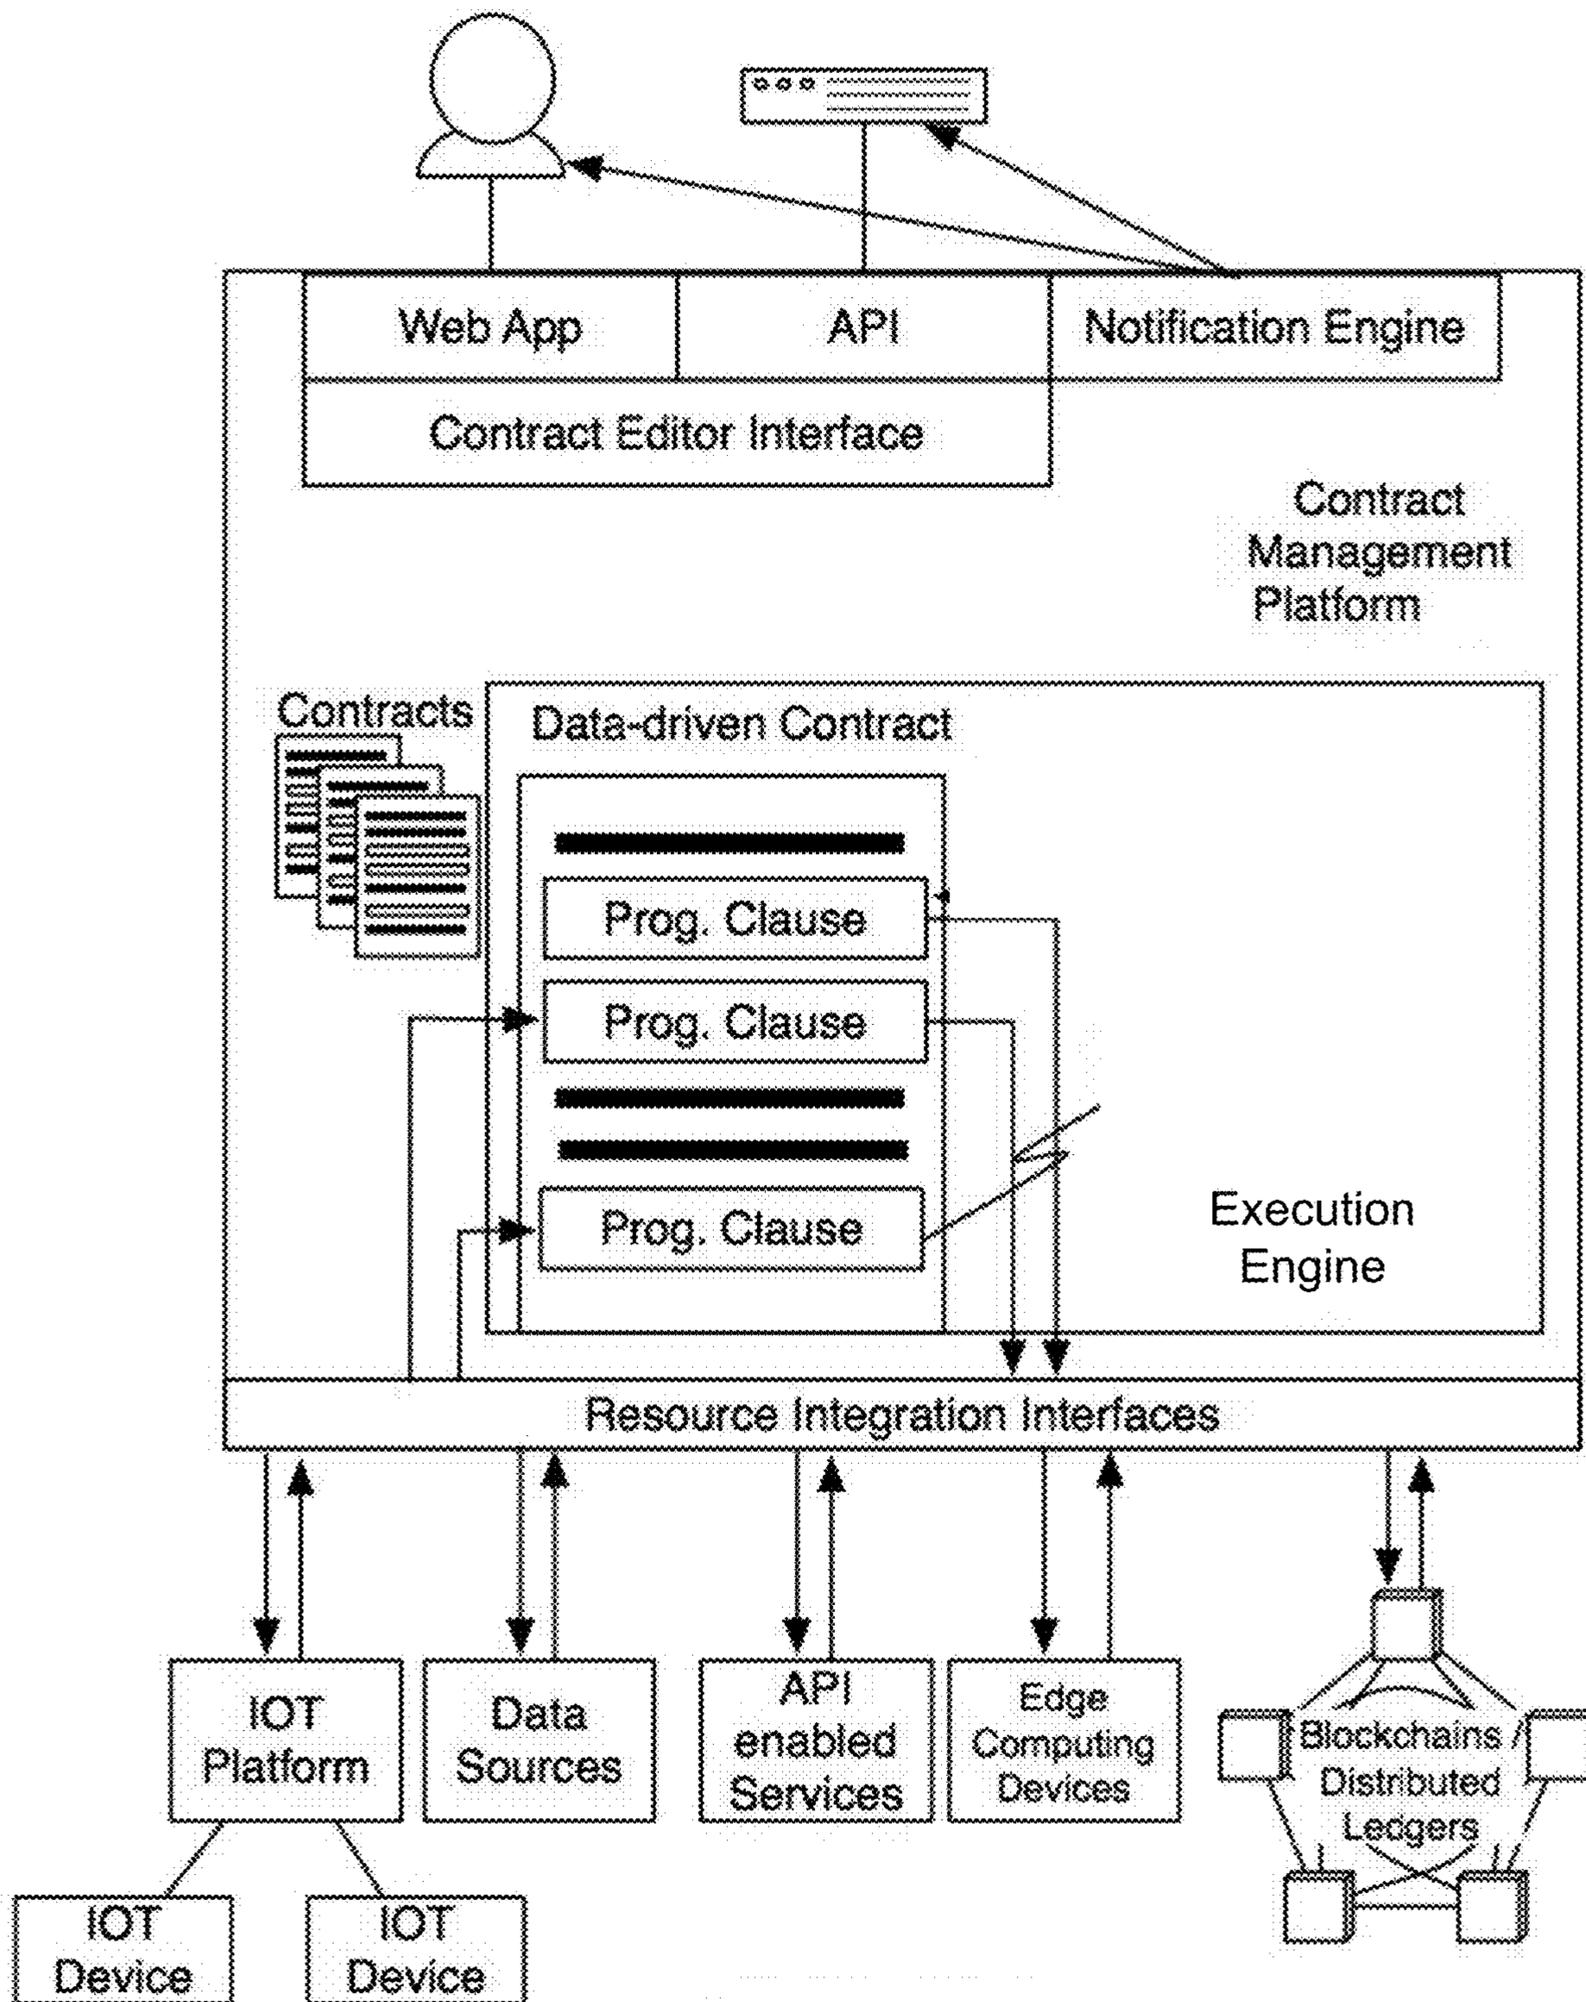 Web App
API
Notification Engine
Contract Editor Interface
Contract
Management
Platform
Contracts
Data-driven Contract
Prog. Clause
Prog. Clause
Prog. Clause
Execution
Engine
Resource Integration Interfaces
IOT
Platform
Data
Sources
API
enabled
Services
Edge
Computing
Devices
Blockchains /
Distributed
Ledgers
IOT
Device
IOT
Device